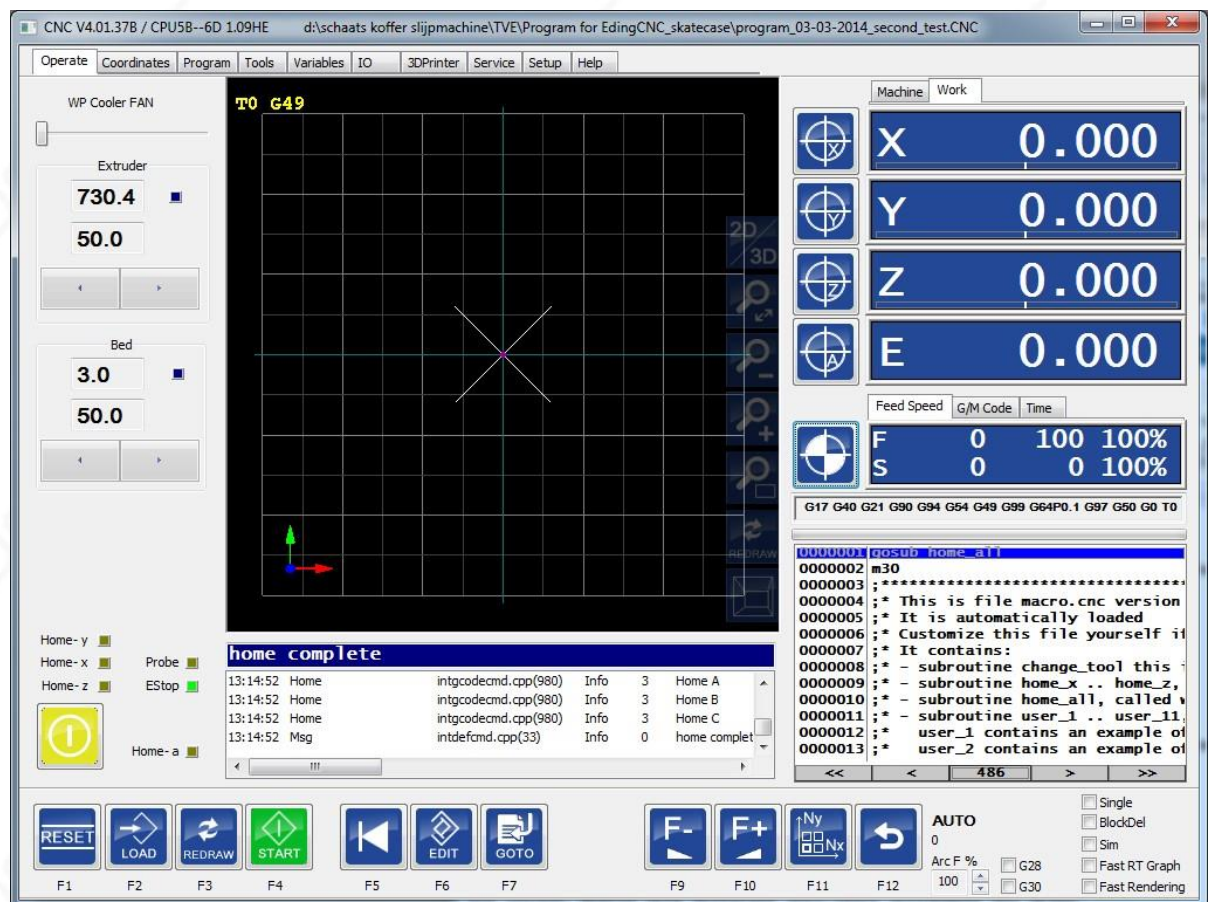 CNC V4.01.37B / CPU5B--6D 1.09HE d:\schaats koffer slijpmachine\TVE\Program for EdingCNC_skatecase\program_03-03-2014_second_test.CNC
Operate Coordinates Program Tools Variables IO 3DPrinter Service Setup Help
WP Cooler FAN
Extruder
730.4
50.0
Bed
3.0
50.0
Home- y
Home- x Probe
Home- z EStop
Home- a
T0 G49
2D/3D
REDRAW
home complete
13:14:52 Home intgcodecmd.cpp(980) Info 3 Home A
13:14:52 Home intgcodecmd.cpp(980) Info 3 Home B
13:14:52 Home intgcodecmd.cpp(980) Info 3 Home C
13:14:52 Msg intdefcmd.cpp(33) Info 0 home complet
Machine Work
X X 0.000
Y Y 0.000
Z Z 0.000
A E 0.000
Feed Speed G/M Code Time
F 0 100 100%
S 0 0 100%
G17 G40 G21 G90 G94 G54 G49 G99 G64P0.1 G97 G50 G0 T0
0000001 gosub home_all
0000002 m30
0000003 ;*********************************
0000004 ;* This is file macro.cnc version
0000005 ;* It is automatically loaded
0000006 ;* Customize this file yourself if
0000007 ;* It contains:
0000008 ;* - subroutine change_tool this
0000009 ;* - subroutine home_x .. home_z,
0000010 ;* - subroutine home_all, called
0000011 ;* - subroutine user_1 .. user_11,
0000012 ;* user_1 contains an example of
0000013 ;* user_2 contains an example of
<< < 486 > >>
RESET LOAD REDRAW START EDIT GOTO F- F+ Ny Nx
F1 F2 F3 F4 F5 F6 F7 F9 F10 F11 F12
AUTO
0
Arc F %
100
G28
G30
Single
BlockDel
Sim
Fast RT Graph
Fast Rendering